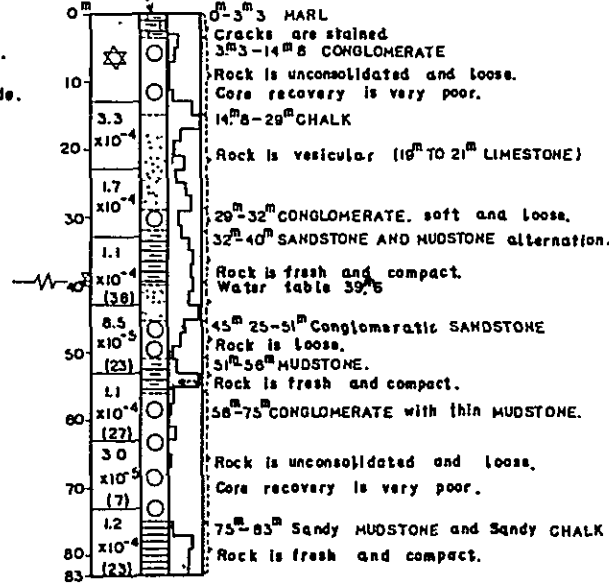 0m
10
20
30
40
50
60
70
80
83
de.
3.3
x10-4
1.7
x10-4
1.1
x10-4
(38)
8.5
x10-5
(23)
1.1
x10-4
(27)
3.0
x10-5
(7)
1.2
x10-4
(23)
0-3m3 MARL
Cracks are stained
3m3-14m8 CONGLOMERATE
Rock is unconsolidated and loose.
Core recovery is very poor.
14m8-29m CHALK
Rock is vesicular (19m TO 21m LIMESTONE)
29m-32m CONGLOMERATE. soft and loose.
32m-40m SANDSTONE AND MUDSTONE alternation.
Rock is fresh and compact.
Water table 39m6
45m 25-51m Conglomeratic SANDSTONE
Rock is loose.
51m-56m MUDSTONE.
Rock is fresh and compact.
56m-75m CONGLOMERATE with thin MUDSTONE.
Rock is unconsolidated and loose.
Core recovery is very poor.
75m-83m Sandy MUDSTONE and Sandy CHALK
Rock is fresh and compact.